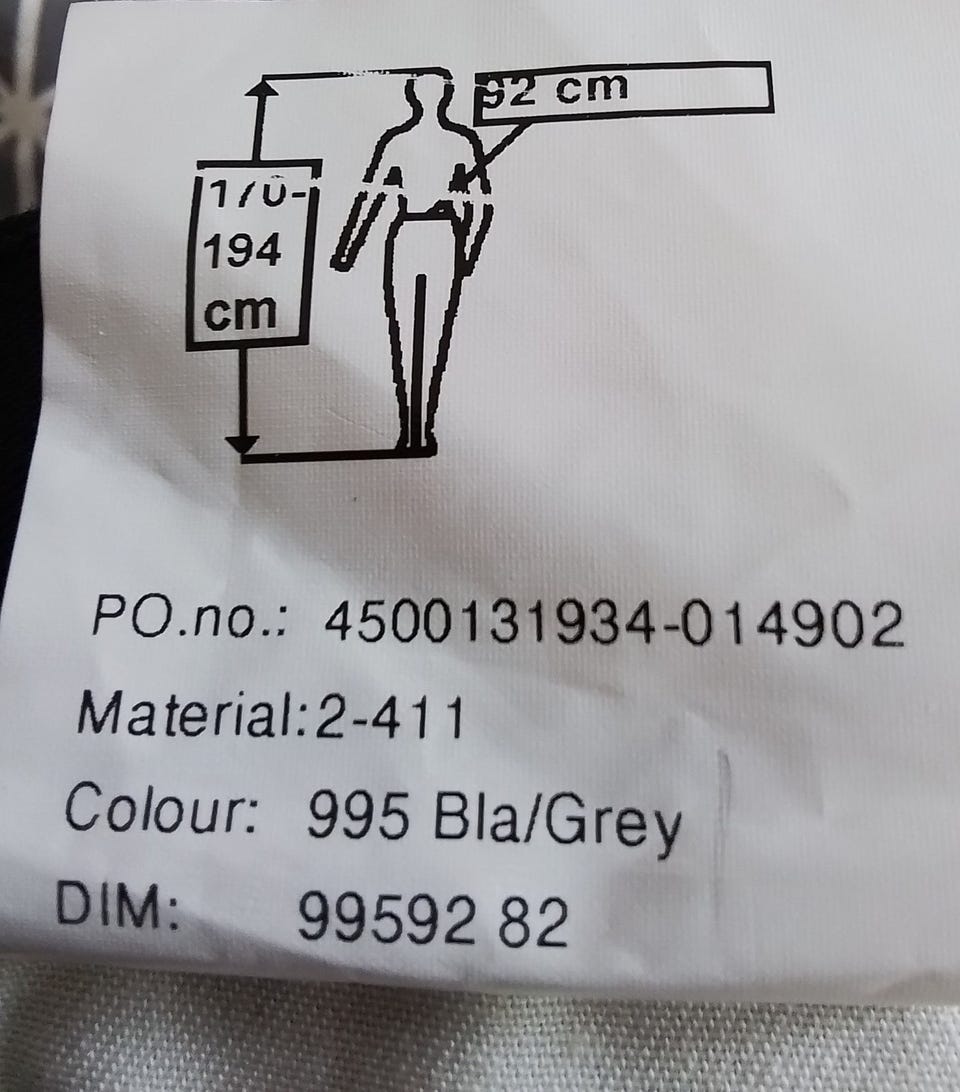 92 cm
170-
194
cm
PO.no.: 4500131934-014902
Material:2-411
Colour: 995 Bla/Grey
DIM: 99592 82